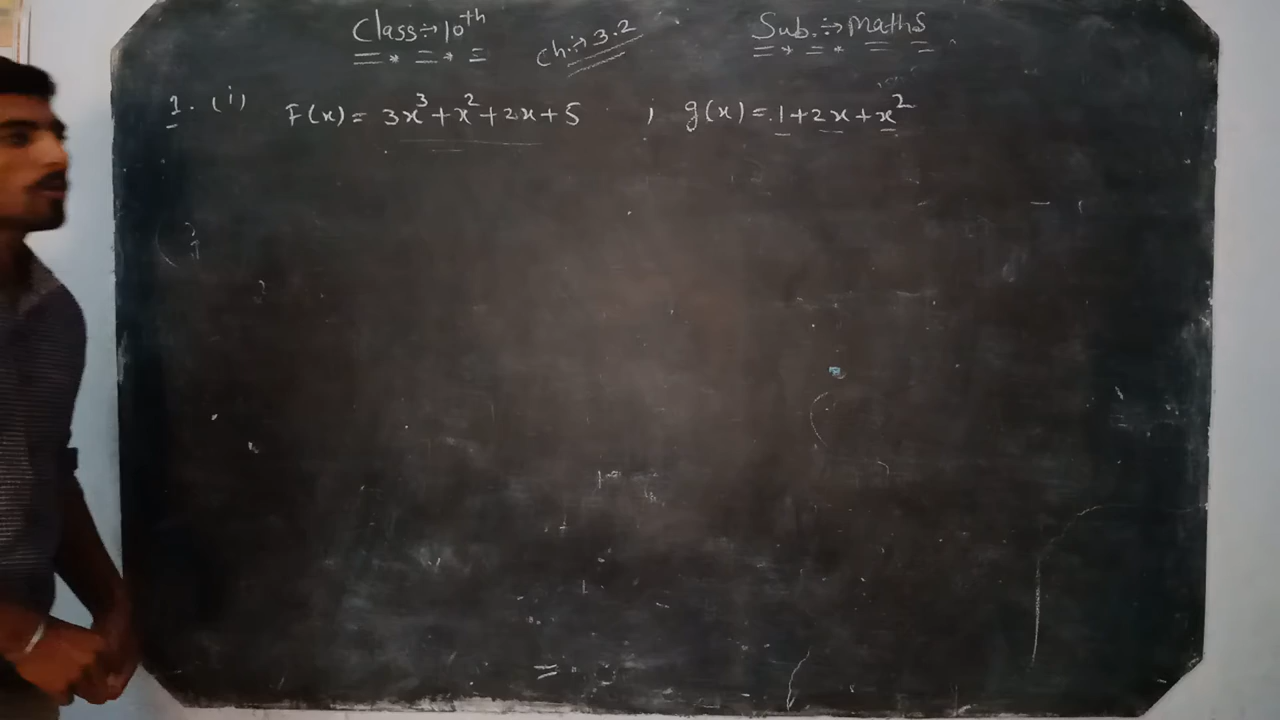 Class:-10th Ch.:-3.2 Sub.:-Maths
1. (i) F(x) = 3x³+x²+2x+5 ; g(x) = 1+2x+x²